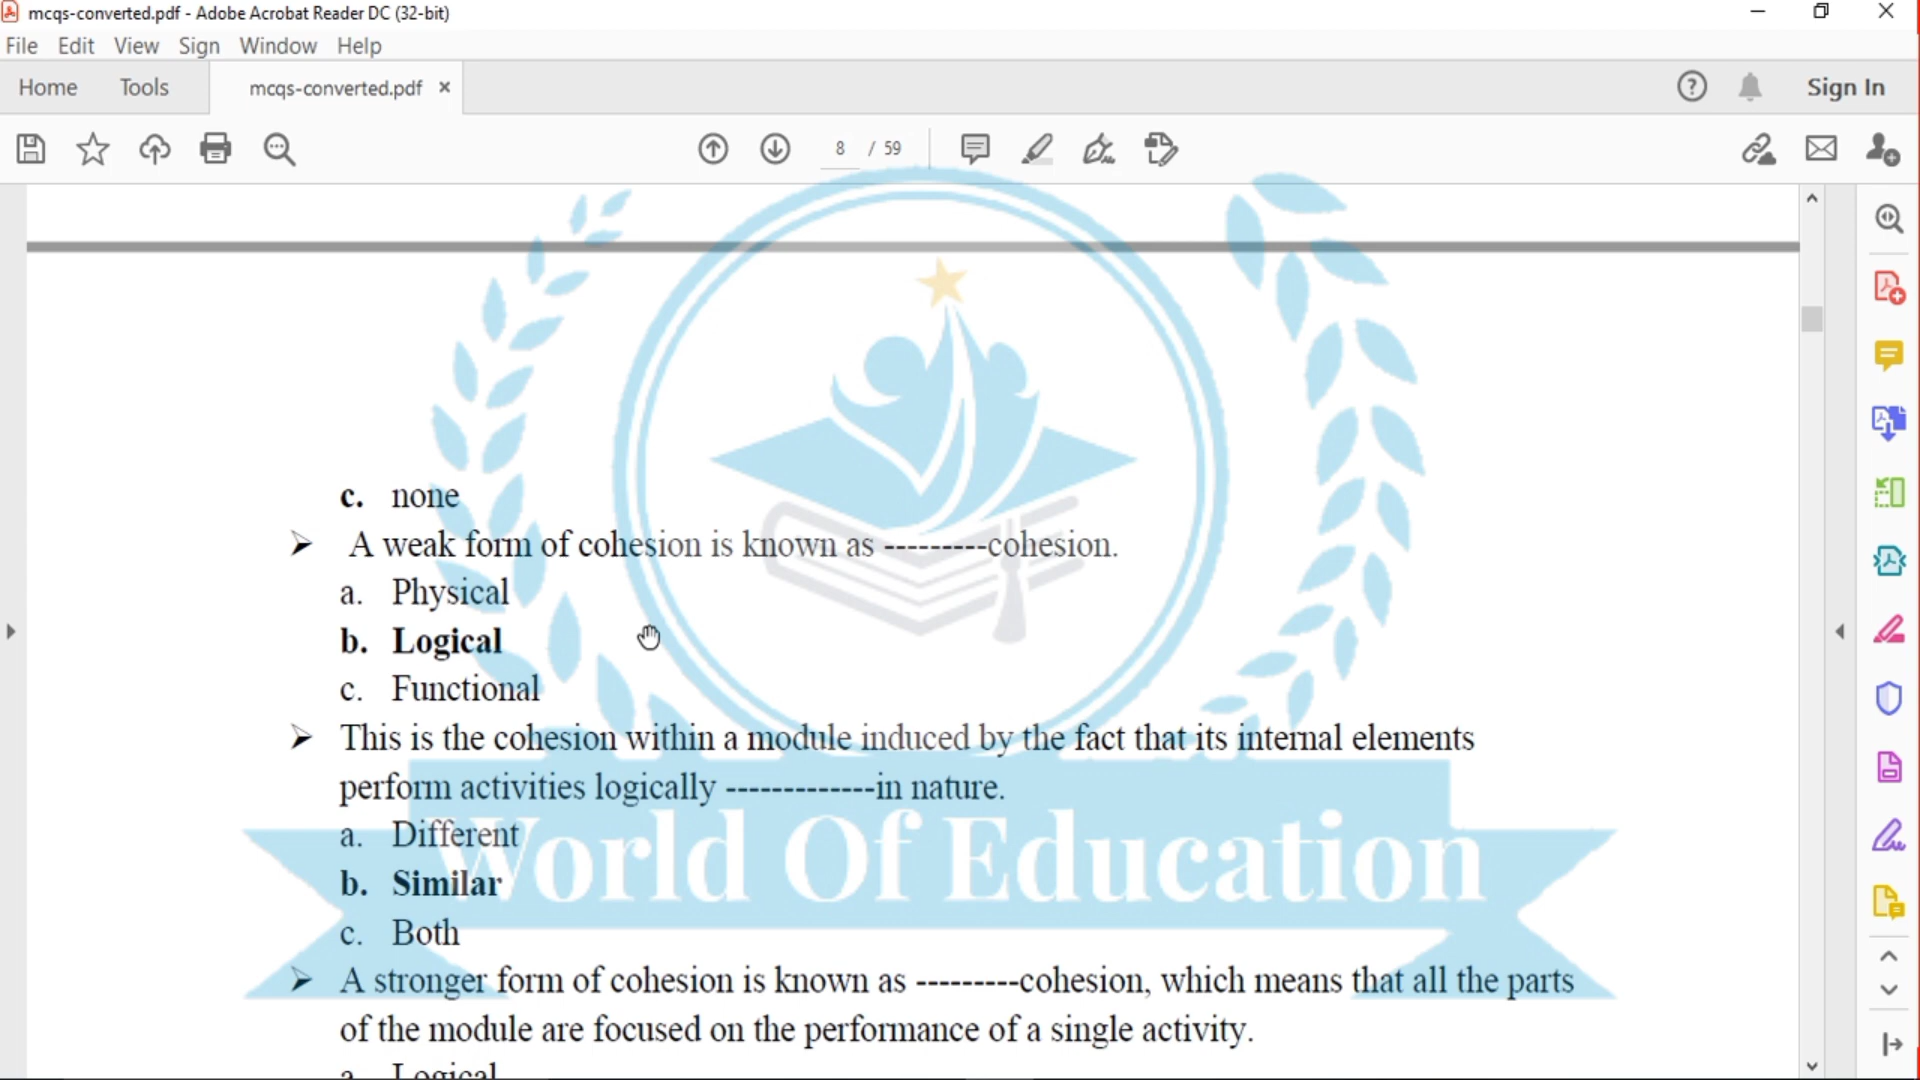 mcqs-converted.pdf - Adobe Acrobat Reader DC (32-bit)
File Edit View Sign Window Help
Home Tools mcqs-converted.pdf × Sign In
8 / 59
c. none
➢ A weak form of cohesion is known as ---------cohesion.
a. Physical
b. Logical
c. Functional
➢ This is the cohesion within a module induced by the fact that its internal elements
perform activities logically -------------in nature.
a. Different
b. Similar
c. Both
World Of Education
➢ A stronger form of cohesion is known as ---------cohesion, which means that all the parts
of the module are focused on the performance of a single activity.
a. Logical